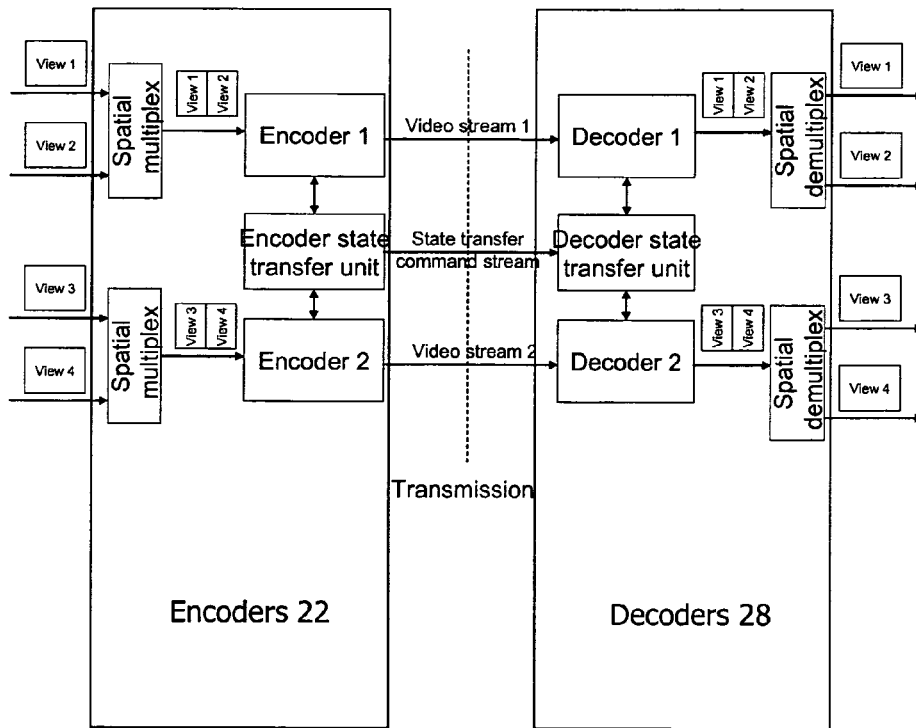 View 1
View 2
Spatial
multiplex
View 1
View 2
Encoder 1
Video stream 1
Decoder 1
View 1
View 2
Spatial
demultiplex
View 1
View 2
Encoder state
transfer unit
State transfer
command stream
Decoder state
transfer unit
View 3
View 4
Spatial
multiplex
View 3
View 4
Encoder 2
Video stream 2
Decoder 2
View 3
View 4
Spatial
demultiplex
View 3
View 4
Transmission
Encoders 22
Decoders 28